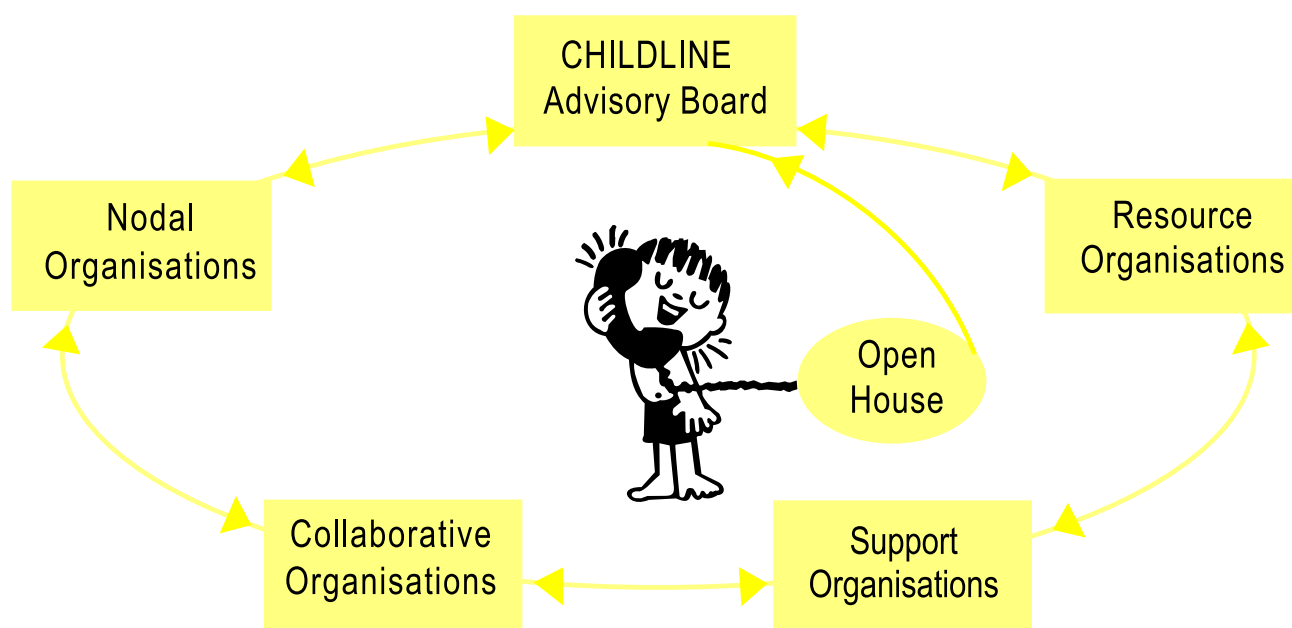 CHILDLINE
Advisory Board
Nodal
Organisations
Resource
Organisations
Open
House
Collaborative
Organisations
Support
Organisations